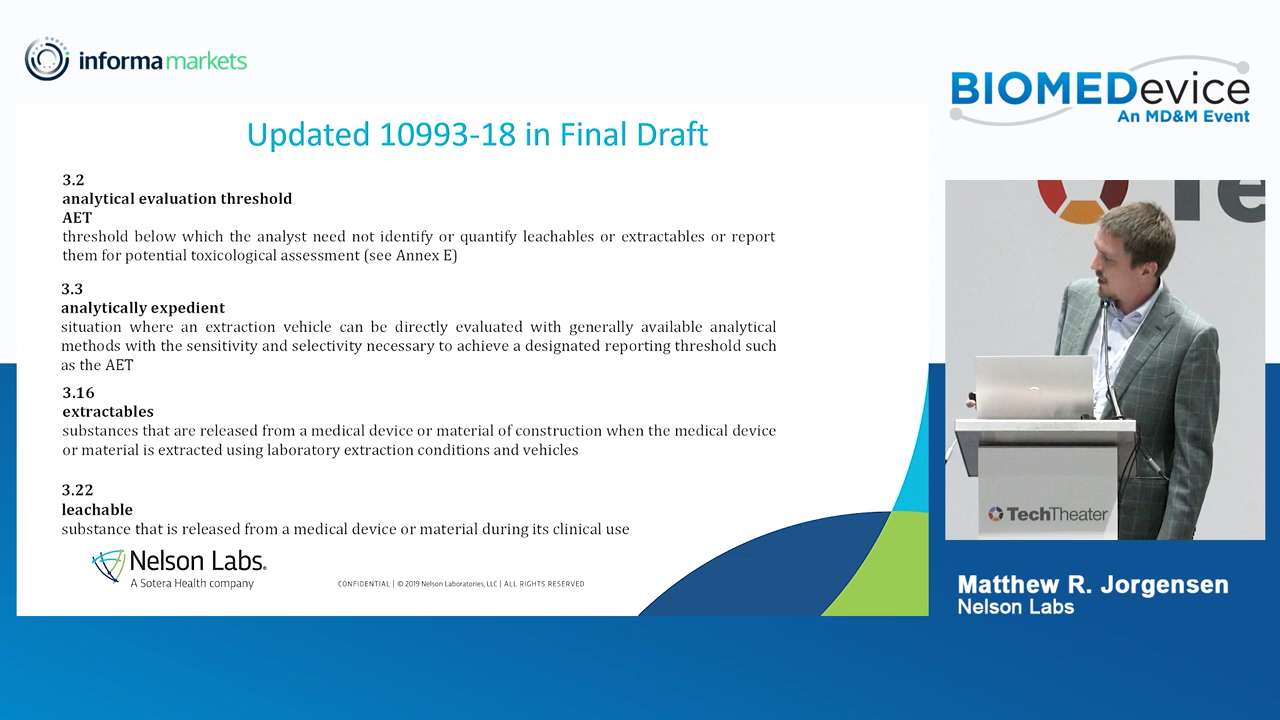 informa markets
BIOMEDevice
An MD&M Event
Updated 10993-18 in Final Draft
3.2
analytical evaluation threshold
AET
threshold below which the analyst need not identify or quantify leachables or extractables or report
them for potential toxicological assessment (see Annex E)
3.3
analytically expedient
situation where an extraction vehicle can be directly evaluated with generally available analytical
methods with the sensitivity and selectivity necessary to achieve a designated reporting threshold such
as the AET
3.16
extractables
substances that are released from a medical device or material of construction when the medical device
or material is extracted using laboratory extraction conditions and vehicles
3.22
leachable
substance that is released from a medical device or material during its clinical use
Nelson Labs®
A Sotera Health company
CONFIDENTIAL | © 2019 Nelson Laboratories, LLC | ALL RIGHTS RESERVED
Te
TechTheater
Matthew R. Jorgensen
Nelson Labs